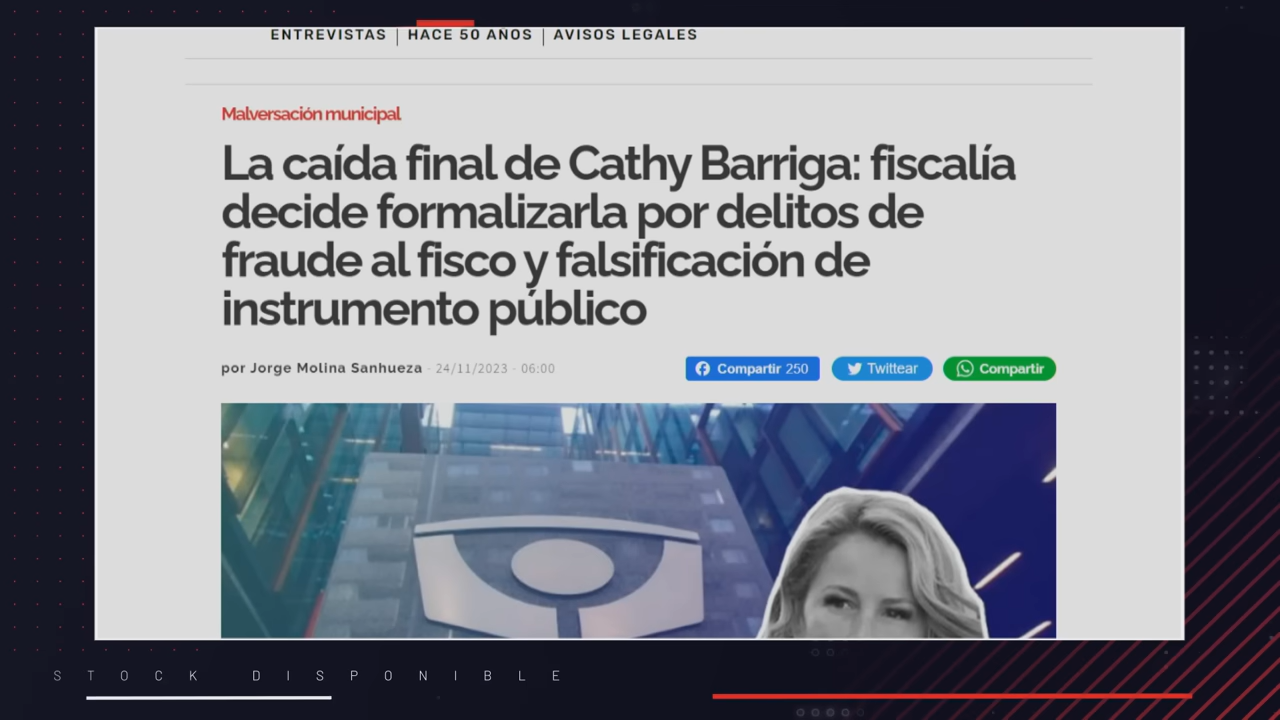 ENTREVISTAS | HACE 50 AÑOS | AVISOS LEGALES
Malversación municipal
La caída final de Cathy Barriga: fiscalía
decide formalizarla por delitos de
fraude al fisco y falsificación de
instrumento público
por Jorge Molina Sanhueza · 24/11/2023 · 06:00
Compartir 250
Twittear
Compartir
STOCK DISPONIBLE